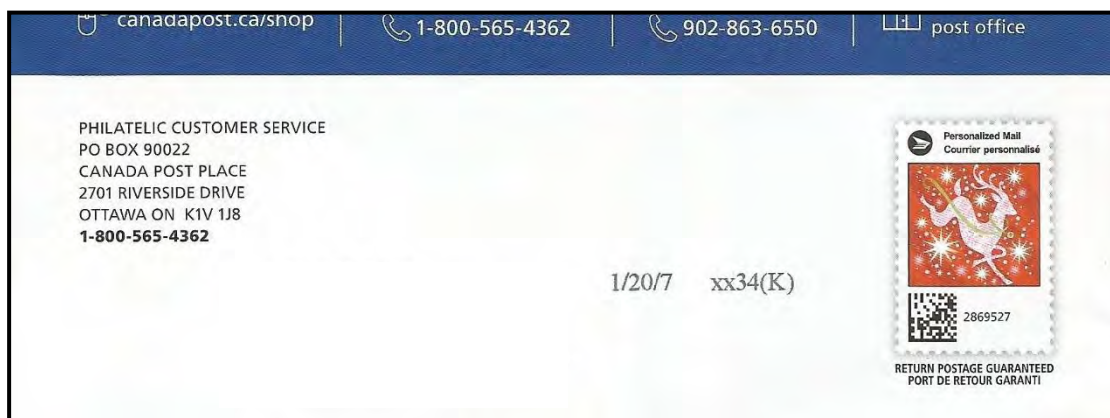 canadapost.ca/shop
1-800-565-4362
902-863-6550
post office
PHILATELIC CUSTOMER SERVICE
PO BOX 90022
CANADA POST PLACE
2701 RIVERSIDE DRIVE
OTTAWA ON K1V 1J8
1-800-565-4362
1/20/7 xx34(K)
Personalized Mail
Courrier personnalisé
2869527
RETURN POSTAGE GUARANTEED
PORT DE RETOUR GARANTI